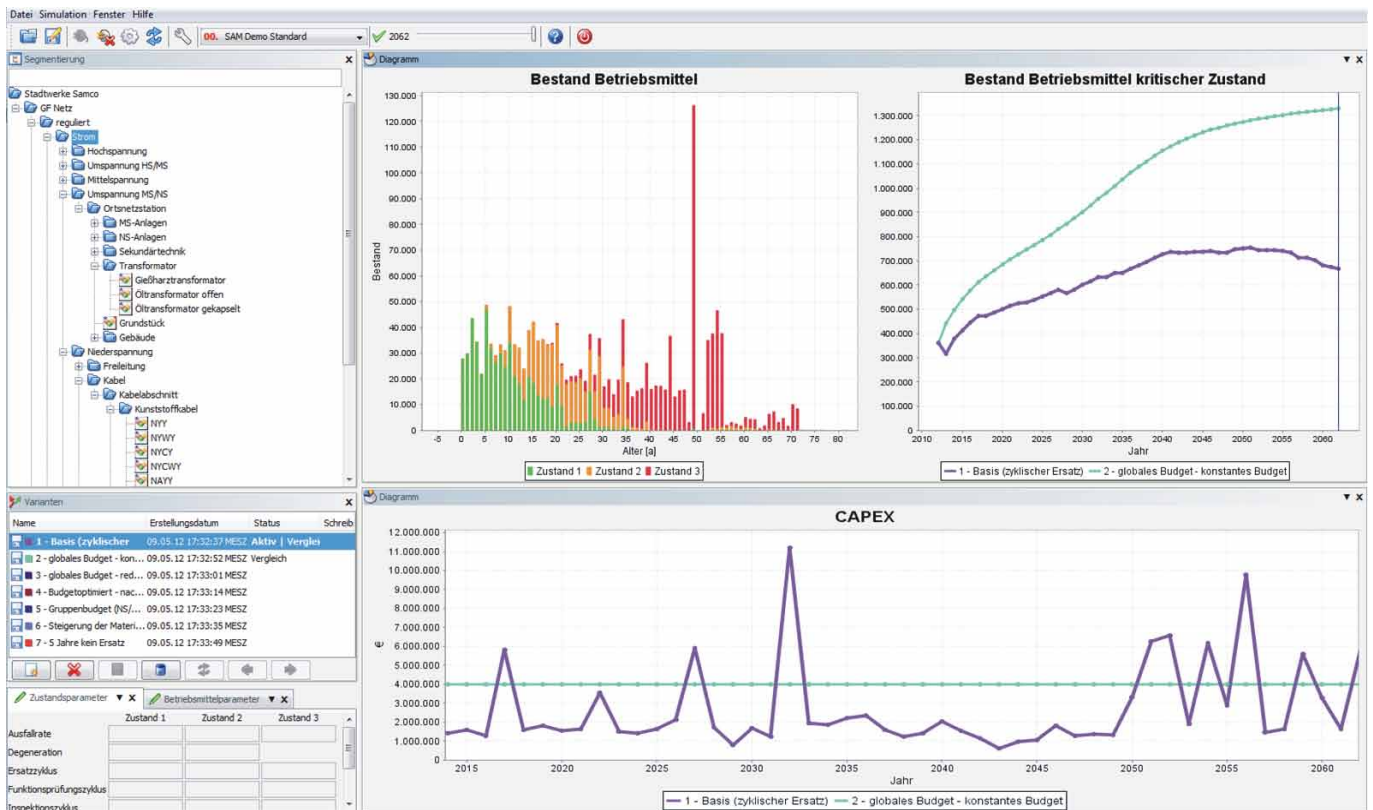 Datei Simulation Fenster Hilfe
00. SAM Demo Standard
2062
Segmentierung
Stadtwerke Samco
GF Netz
reguliert
Strom
Hochspannung
Umspannung HS/MS
Mittelspannung
Umspannung MS/NS
Ortsnetzstation
MS-Anlagen
NS-Anlagen
Sekundärtechnik
Transformator
Gießharztransformator
Öltransformator offen
Öltransformator gekapselt
Grundstück
Gebäude
Niederspannung
Freileitung
Kabel
Kabelabschnitt
Kunststoffkabel
NYY
NYWY
NYCY
NYCWY
NAYY
Diagramm
Bestand Betriebsmittel
130.000
120.000
110.000
100.000
90.000
80.000
70.000
60.000
50.000
40.000
30.000
20.000
10.000
0
Bestand
-5 0 5 10 15 20 25 30 35 40 45 50 55 60 65 70 75 80
Alter [a]
Zustand 1 Zustand 2 Zustand 3
Bestand Betriebsmittel kritischer Zustand
1.300.000
1.200.000
1.100.000
1.000.000
900.000
800.000
700.000
600.000
500.000
400.000
300.000
200.000
100.000
0
2010 2015 2020 2025 2030 2035 2040 2045 2050 2055 2060
Jahr
1 - Basis (zyklischer Ersatz) 2 - globales Budget - konstantes Budget
Varianten
Name Erstellungsdatum Status Schreib
1 - Basis (zyklischer 09.05.12 17:32:37 MESZ Aktiv | Verglei
2 - globales Budget - kon... 09.05.12 17:32:52 MESZ Vergleich
3 - globales Budget - red... 09.05.12 17:33:01 MESZ
4 - Budgetoptimiert - nac... 09.05.12 17:33:14 MESZ
5 - Gruppenbudget (NS/... 09.05.12 17:33:23 MESZ
6 - Steigerung der Materi... 09.05.12 17:33:35 MESZ
7 - 5 Jahre kein Ersatz 09.05.12 17:33:49 MESZ
Zustandsparameter Betriebsmittelparameter
Zustand 1 Zustand 2 Zustand 3
Ausfallrate
Degeneration
Ersatzzyklus
Funktionsprüfungszyklus
Inspektionszyklus
Diagramm
CAPEX
12.000.000
11.000.000
10.000.000
9.000.000
8.000.000
7.000.000
6.000.000
5.000.000
4.000.000
3.000.000
2.000.000
1.000.000
0
€
2015 2020 2025 2030 2035 2040 2045 2050 2055 2060
Jahr
1 - Basis (zyklischer Ersatz) 2 - globales Budget - konstantes Budget